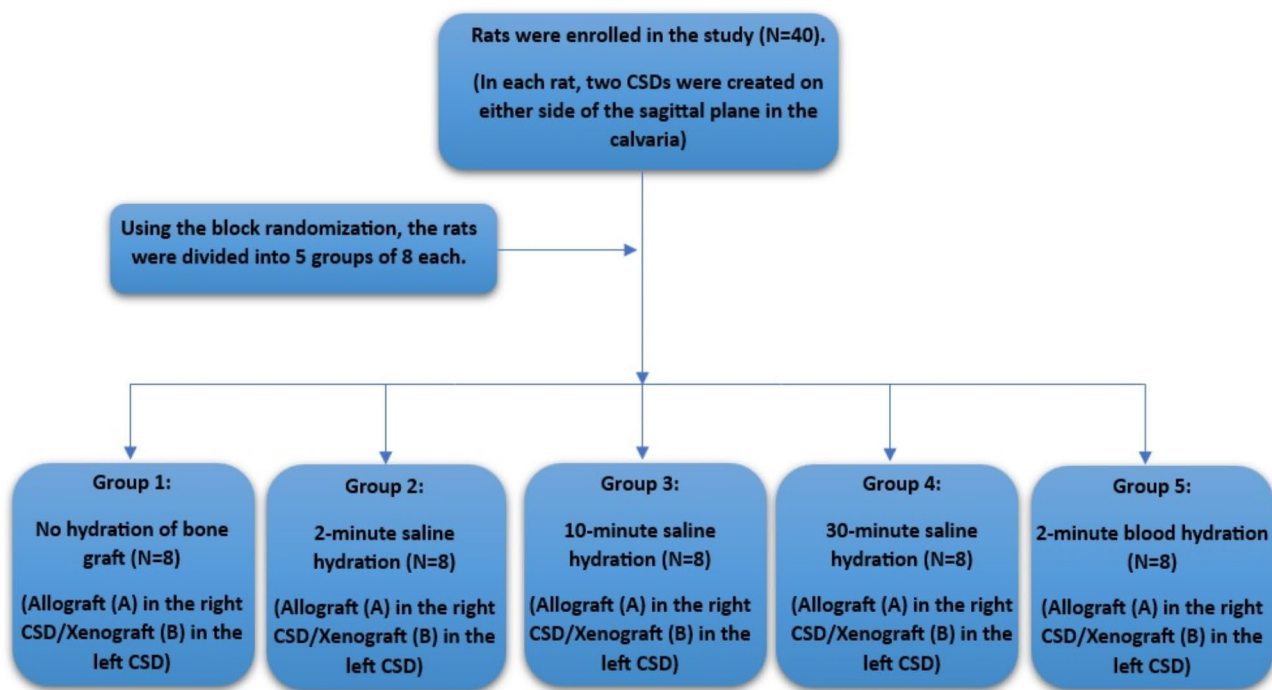 Rats were enrolled in the study (N=40).
(In each rat, two CSDs were created on
either side of the sagittal plane in the
calvaria)
Using the block randomization, the rats
were divided into 5 groups of 8 each.
Group 1:
No hydration of bone
graft (N=8)
(Allograft (A) in the right
CSD/Xenograft (B) in the
left CSD)
Group 2:
2-minute saline
hydration (N=8)
(Allograft (A) in the right
CSD/Xenograft (B) in the
left CSD)
Group 3:
10-minute saline
hydration (N=8)
(Allograft (A) in the right
CSD/Xenograft (B) in the
left CSD)
Group 4:
30-minute saline
hydration (N=8)
(Allograft (A) in the right
CSD/Xenograft (B) in the
left CSD)
Group 5:
2-minute blood hydration
(N=8)
(Allograft (A) in the right
CSD/Xenograft (B) in the
left CSD)